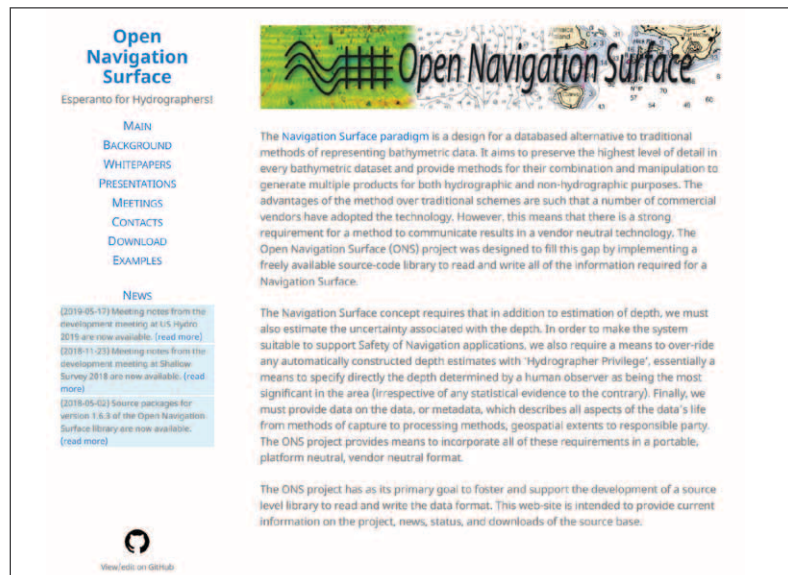 Open
Navigation
Surface
Esperanto for Hydrographers!
MAIN
BACKGROUND
WHITEPAPERS
PRESENTATIONS
MEETINGS
CONTACTS
DOWNLOAD
EXAMPLES
NEWS
(2019-05-17) Meeting notes from the
development meeting at US Hydro
2019 are now available. (read more)
(2018-11-23) Meeting notes from the
development meeting at Shallow
Survey 2018 are now available. (read
more)
(2018-05-02) Source packages for
version 1.6.3 of the Open Navigation
Surface library are now available.
(read more)
View/edit on GitHub
Open Navigation Surface
63
57
54
49
60
The Navigation Surface paradigm is a design for a databased alternative to traditional
methods of representing bathymetric data. It aims to preserve the highest level of detail in
every bathymetric dataset and provide methods for their combination and manipulation to
generate multiple products for both hydrographic and non-hydrographic purposes. The
advantages of the method over traditional schemes are such that a number of commercial
vendors have adopted the technology. However, this means that there is a strong
requirement for a method to communicate results in a vendor neutral technology. The
Open Navigation Surface (ONS) project was designed to fill this gap by implementing a
freely available source-code library to read and write all of the information required for a
Navigation Surface.
The Navigation Surface concept requires that in addition to estimation of depth, we must
also estimate the uncertainty associated with the depth. In order to make the system
suitable to support Safety of Navigation applications, we also require a means to over-ride
any automatically constructed depth estimates with 'Hydrographer Privilege', essentially a
means to specify directly the depth determined by a human observer as being the most
significant in the area (irrespective of any statistical evidence to the contrary). Finally, we
must provide data on the data, or metadata, which describes all aspects of the data's life
from methods of capture to processing methods, geospatial extents to responsible party.
The ONS project provides means to incorporate all of these requirements in a portable,
platform neutral, vendor neutral format.
The ONS project has as its primary goal to foster and support the development of a source
level library to read and write the data format. This web-site is intended to provide current
information on the project, news, status, and downloads of the source base.